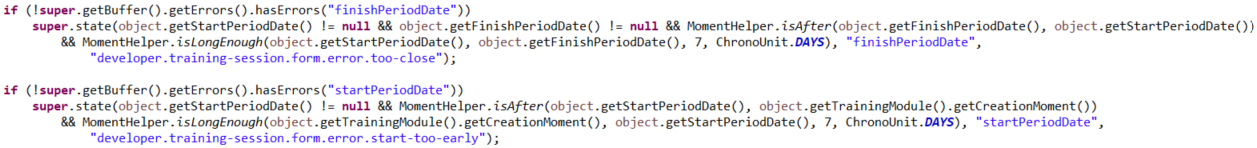 if (!super.getBuffer().getErrors().hasErrors("finishPeriodDate"))
super.state(object.getStartPeriodDate() != null && object.getFinishPeriodDate() != null && MomentHelper.isAfter(object.getFinishPeriodDate(), object.getStartPeriodDate())
&& MomentHelper.isLongEnough(object.getStartPeriodDate(), object.getFinishPeriodDate(), 7, ChronoUnit.DAYS), "finishPeriodDate",
"developer.training-session.form.error.too-close");
if (!super.getBuffer().getErrors().hasErrors("startPeriodDate"))
super.state(object.getStartPeriodDate() != null && MomentHelper.isAfter(object.getStartPeriodDate(), object.getTrainingModule().getCreationMoment())
&& MomentHelper.isLongEnough(object.getTrainingModule().getCreationMoment(), object.getStartPeriodDate(), 7, ChronoUnit.DAYS), "startPeriodDate",
"developer.training-session.form.error.start-too-early");